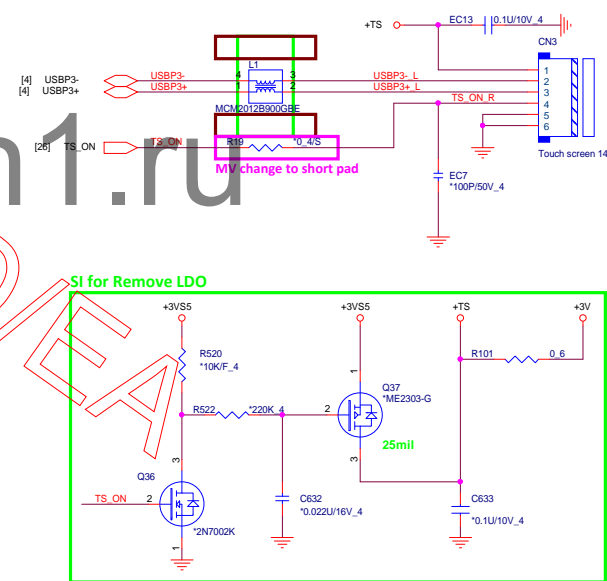 +TS
EC13
0.1U/10V_4
CN3
L1
[4] USBP3-
USBP3-
4
3
USBP3-_L
[4] USBP3+
USBP3+
1
2
USBP3+_L
MCM2012B900GBE
TS_ON_R
1
2
3
4
5
6
[26] TS_ON
TS_ON
R19
*0_4/S
MV change to short pad
Touch screen 14
EC7
*100P/50V_4
n1.ru
SI for Remove LDO
+3VS5
+3VS5
+TS
+3V
R520
*10K/F_4
R101
0_6
1
Q37
*ME2303-G
R522
*220K_4
2
25mil
3
3
Q36
TS_ON
2
*2N7002K
1
C632
*0.022U/16V_4
C633
*0.1U/10V_4